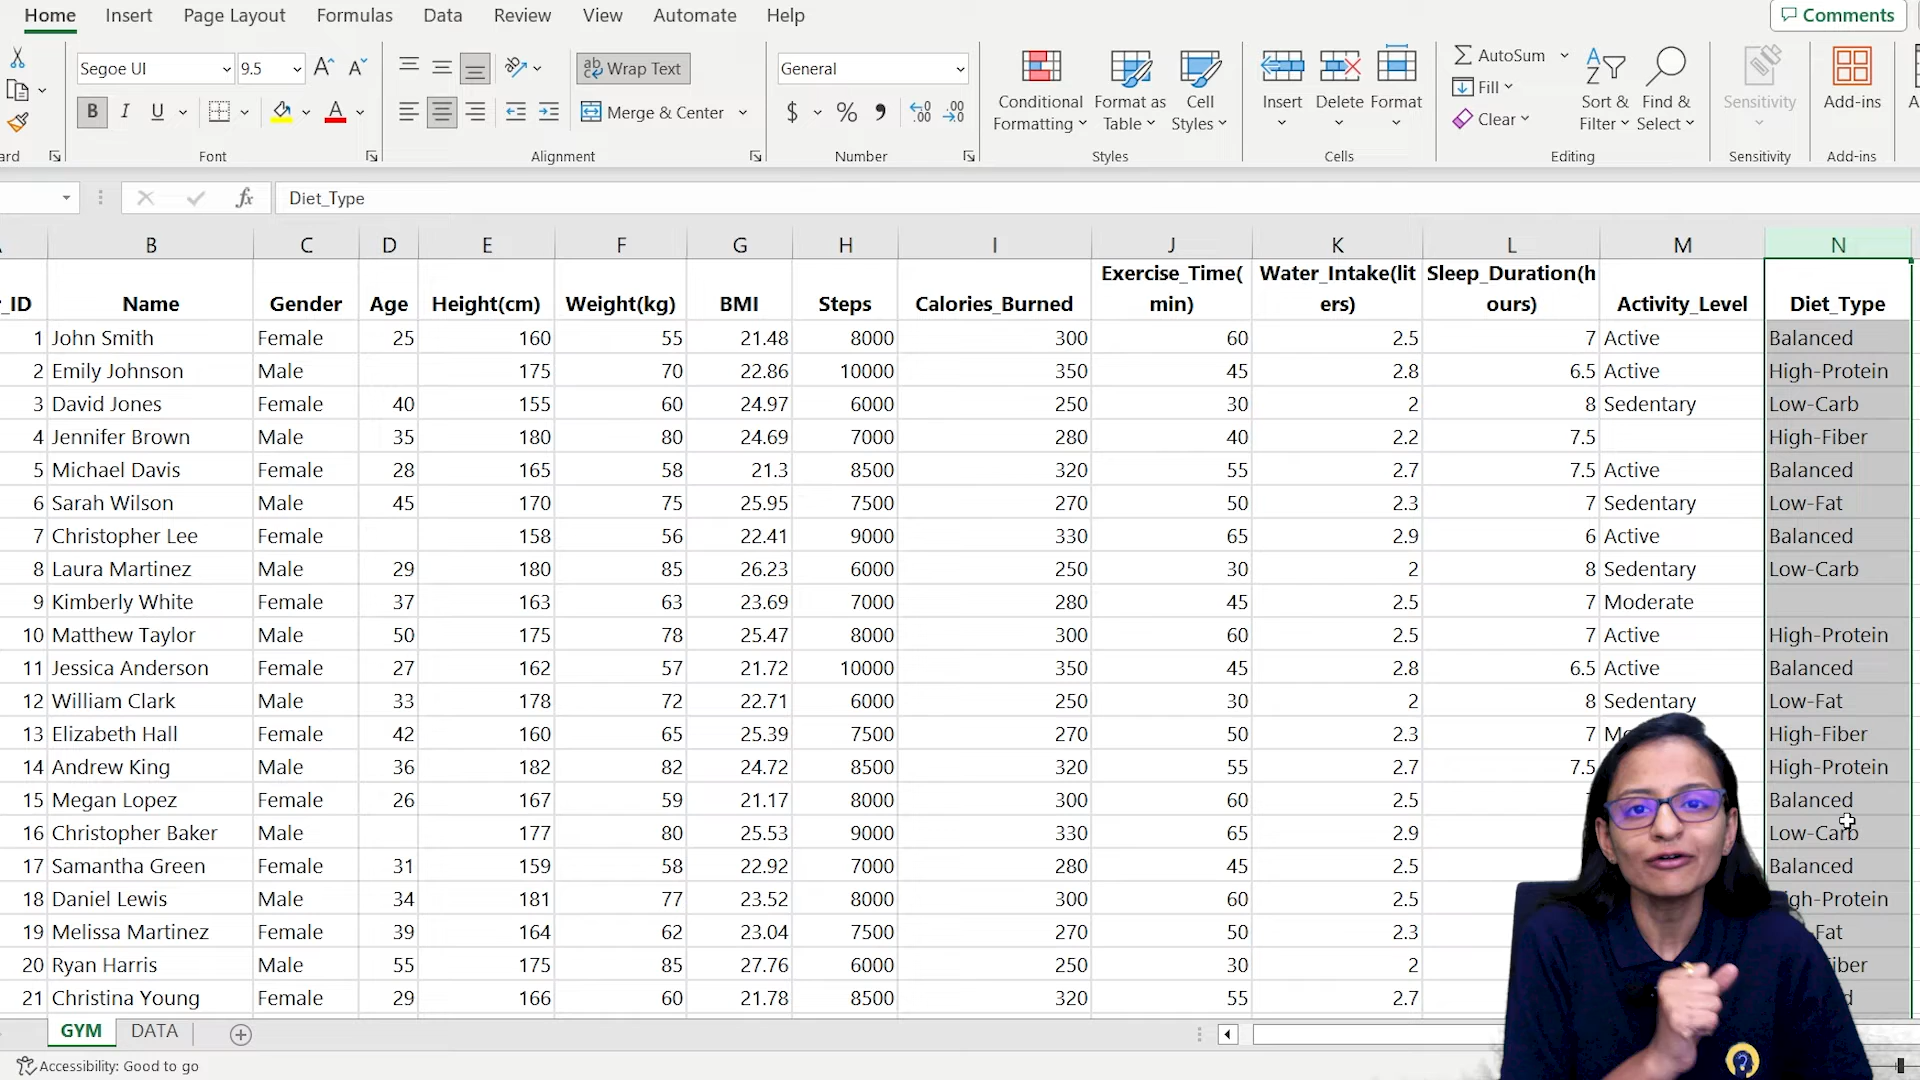 Home Insert Page Layout Formulas Data Review View Automate Help Comments
Segoe UI 9.5 Wrap Text General AutoSum
Conditional Formatting Format as Table Cell Styles Insert Delete Format Fill Sort & Filter Find & Select Sensitivity Add-ins
B I U Merge & Center $ % Clear
ard Font Alignment Number Styles Cells Editing Sensitivity Add-ins
fx Diet_Type
B C D E F G H I J K L M N
_ID Name Gender Age Height(cm) Weight(kg) BMI Steps Calories_Burned Exercise_Time(min) Water_Intake(liters) Sleep_Duration(hours) Activity_Level Diet_Type
1 John Smith Female 25 160 55 21.48 8000 300 60 2.5 7 Active Balanced
2 Emily Johnson Male 175 70 22.86 10000 350 45 2.8 6.5 Active High-Protein
3 David Jones Female 40 155 60 24.97 6000 250 30 2 8 Sedentary Low-Carb
4 Jennifer Brown Male 35 180 80 24.69 7000 280 40 2.2 7.5 High-Fiber
5 Michael Davis Female 28 165 58 21.3 8500 320 55 2.7 7.5 Active Balanced
6 Sarah Wilson Male 45 170 75 25.95 7500 270 50 2.3 7 Sedentary Low-Fat
7 Christopher Lee Female 158 56 22.41 9000 330 65 2.9 6 Active Balanced
8 Laura Martinez Male 29 180 85 26.23 6000 250 30 2 8 Sedentary Low-Carb
9 Kimberly White Female 37 163 63 23.69 7000 280 45 2.5 7 Moderate
10 Matthew Taylor Male 50 175 78 25.47 8000 300 60 2.5 7 Active High-Protein
11 Jessica Anderson Female 27 162 57 21.72 10000 350 45 2.8 6.5 Active Balanced
12 William Clark Male 33 178 72 22.71 6000 250 30 2 8 Sedentary Low-Fat
13 Elizabeth Hall Female 42 160 65 25.39 7500 270 50 2.3 7 High-Fiber
14 Andrew King Male 36 182 82 24.72 8500 320 55 2.7 7.5 High-Protein
15 Megan Lopez Female 26 167 59 21.17 8000 300 60 2.5 Balanced
16 Christopher Baker Male 177 80 25.53 9000 330 65 2.9 Low-Carb
17 Samantha Green Female 31 159 58 22.92 7000 280 45 2.5 Balanced
18 Daniel Lewis Male 34 181 77 23.52 8000 300 60 2.5 gh-Protein
19 Melissa Martinez Female 39 164 62 23.04 7500 270 50 2.3 Fat
20 Ryan Harris Male 55 175 85 27.76 6000 250 30 2 iber
21 Christina Young Female 29 166 60 21.78 8500 320 55 2.7 d
GYM DATA
Accessibility: Good to go